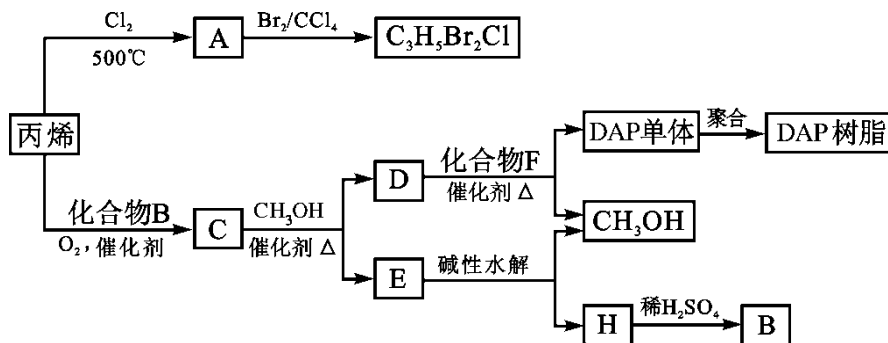 Cl₂
500℃
A
Br₂/CCl₄
C₃H₅Br₂Cl
丙烯
化合物B
O₂，催化剂
C
CH₃OH
催化剂 △
D
化合物F
催化剂 △
DAP单体
聚合
DAP树脂
CH₃OH
E
碱性水解
H
稀H₂SO₄
B